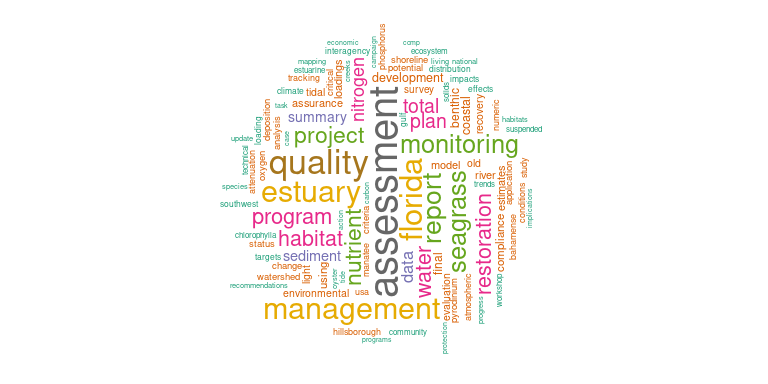 economic
interagency
campaign
phosphorus
comp
ecosystem
mapping
estuarine
tracking
critical
loadings
creeks
nitrogen
shoreline
potential
living
national
distribution
development
impacts
climate
tidal
survey
solids
effects
deposition
task
assurance
summary
total
plan
gulf
benthic
coastal
recovery
numeric
habitats
suspended
update
loading
analysis
case
project
assessment
monitoring
technical
attenuation
oxygen
quality
florida
model
old
river
trends
study
species
estuary
carbon
report
seagrass
estimates
application
conditions
implications
southwest
program
action
criteria
restoration
compliance
bahamense
chlorophylla
status
habitat
nutrient
manatee
data
water
final
targets
sediment
change
watershed
light
using
oyster
tide
recommendations
environmental
usa
management
evaluation
pyrodinium
atmospheric
progress
workshop
hillsborough
community
programs
protection